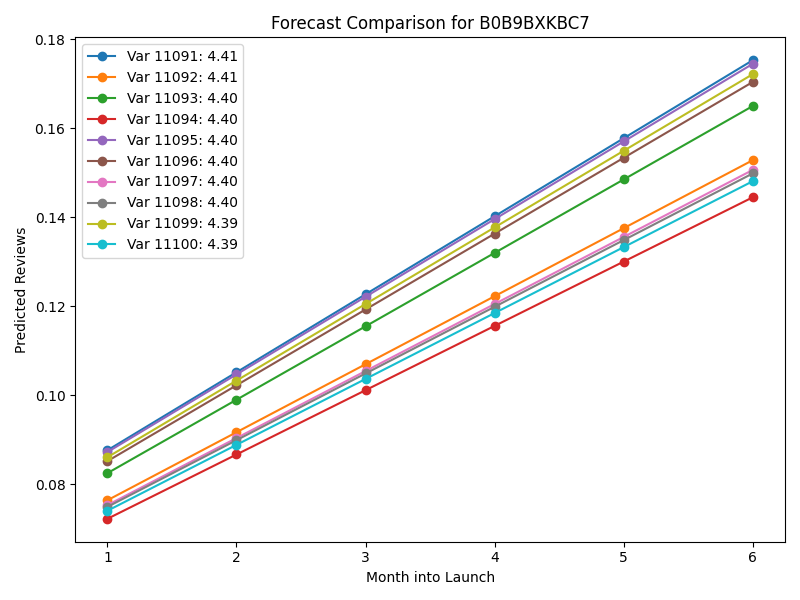 Forecast Comparison for B0B9BXKBC7
0.18
0.16
0.14
0.12
0.10
0.08
Predicted Reviews
Var 11091: 4.41
Var 11092: 4.41
Var 11093: 4.40
Var 11094: 4.40
Var 11095: 4.40
Var 11096: 4.40
Var 11097: 4.40
Var 11098: 4.40
Var 11099: 4.39
Var 11100: 4.39
1 2 3 4 5 6
Month into Launch